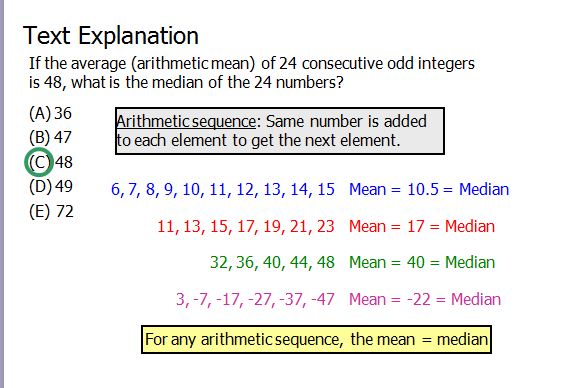 Text Explanation
If the average (arithmetic mean) of 24 consecutive odd integers
is 48, what is the median of the 24 numbers?
(A) 36
(B) 47
(C) 48
(D) 49
(E) 72
Arithmetic sequence: Same number is added
to each element to get the next element.
6, 7, 8, 9, 10, 11, 12, 13, 14, 15 Mean = 10.5 = Median
11, 13, 15, 17, 19, 21, 23 Mean = 17 = Median
32, 36, 40, 44, 48 Mean = 40 = Median
3, -7, -17, -27, -37, -47 Mean = -22 = Median
For any arithmetic sequence, the mean = median